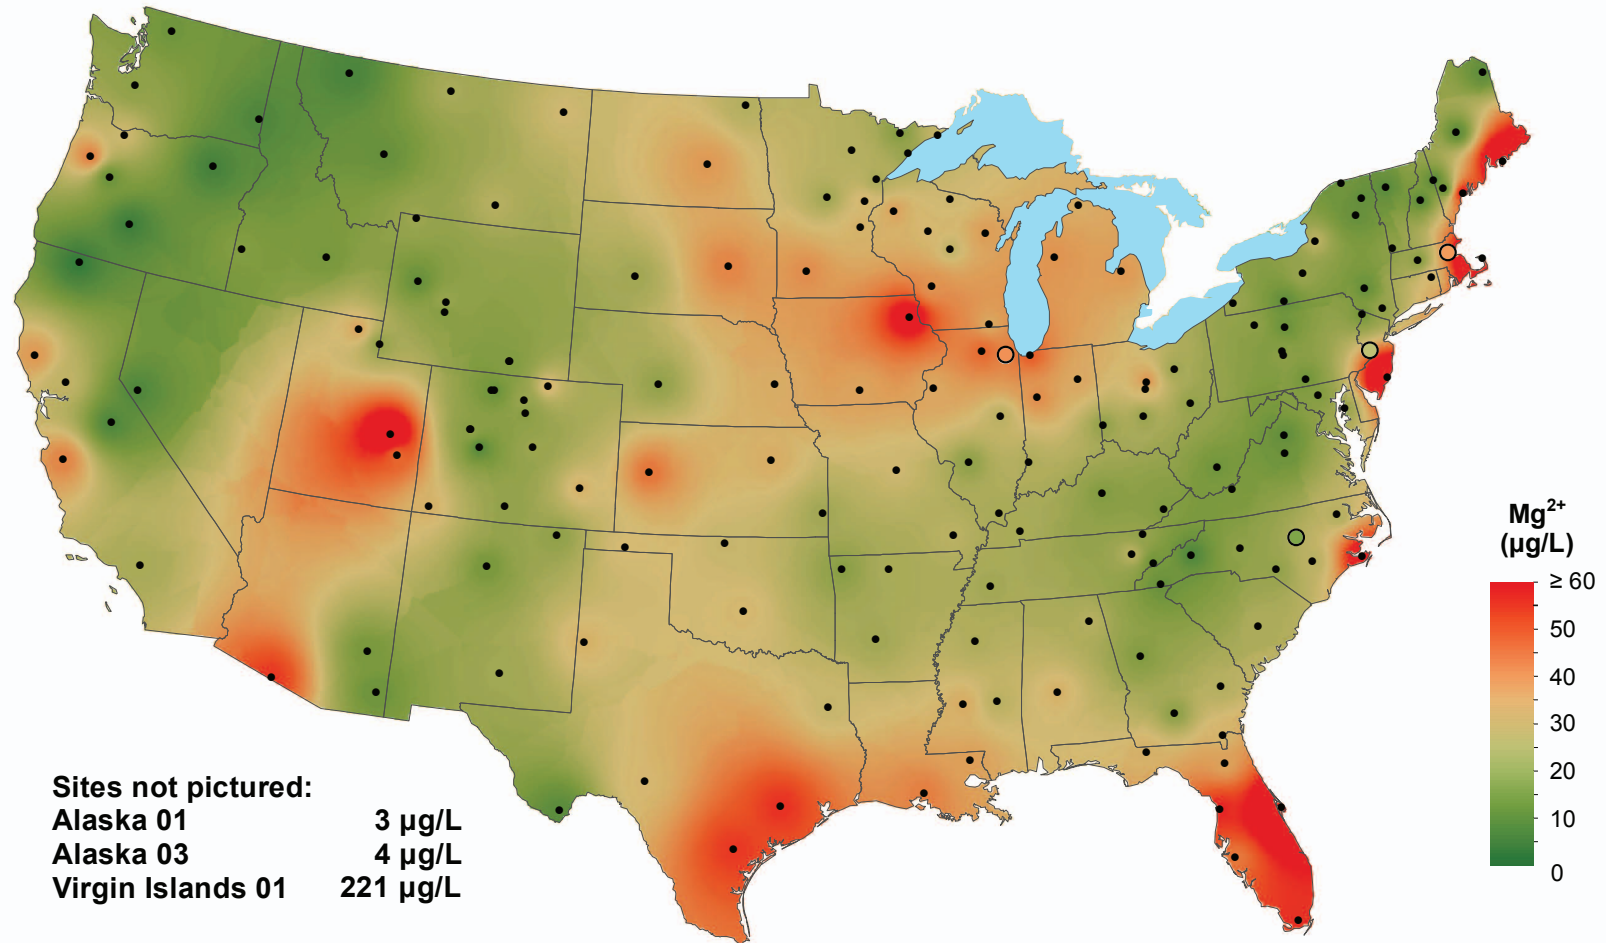 Mg²⁺
(µg/L)
≥ 60
50
40
30
20
10
0
Sites not pictured:
Alaska 01 3 µg/L
Alaska 03 4 µg/L
Virgin Islands 01 221 µg/L